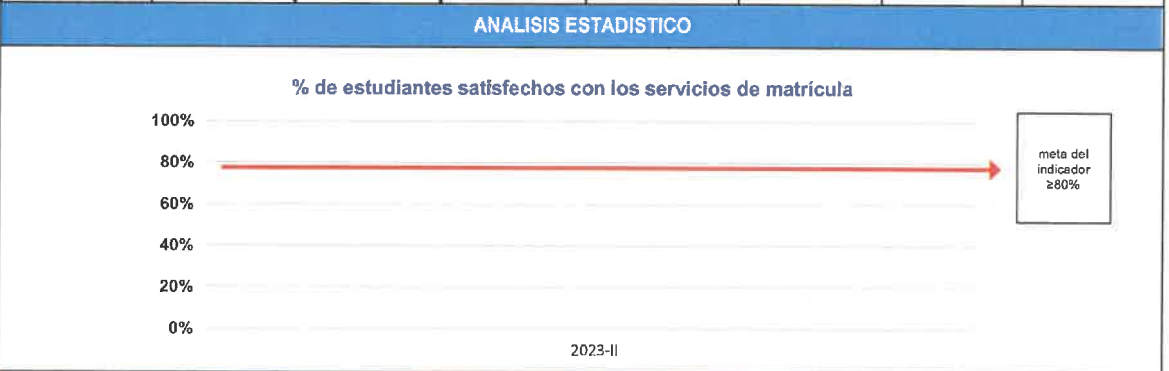 ANALISIS ESTADISTICO
% de estudiantes satisfechos con los servicios de matrícula
100%
80%
60%
40%
20%
0%
2023-II
meta del
indicador
≥80%